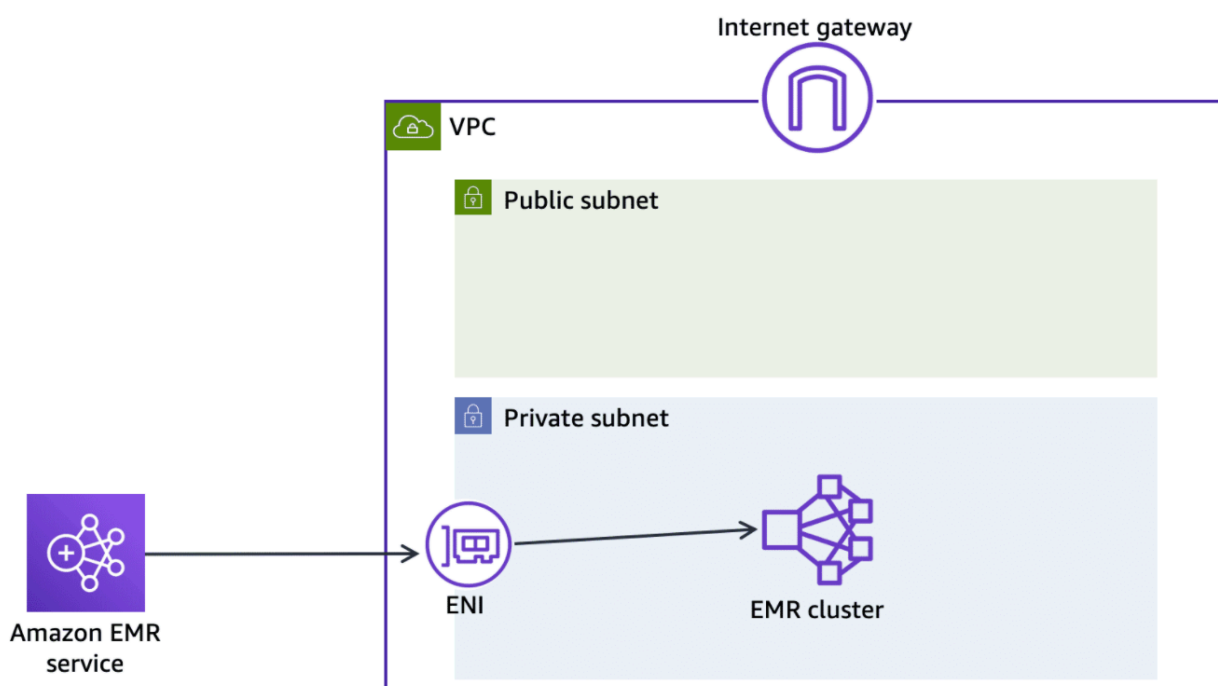 Internet gateway
VPC
Public subnet
Private subnet
ENI
EMR cluster
Amazon EMR
service